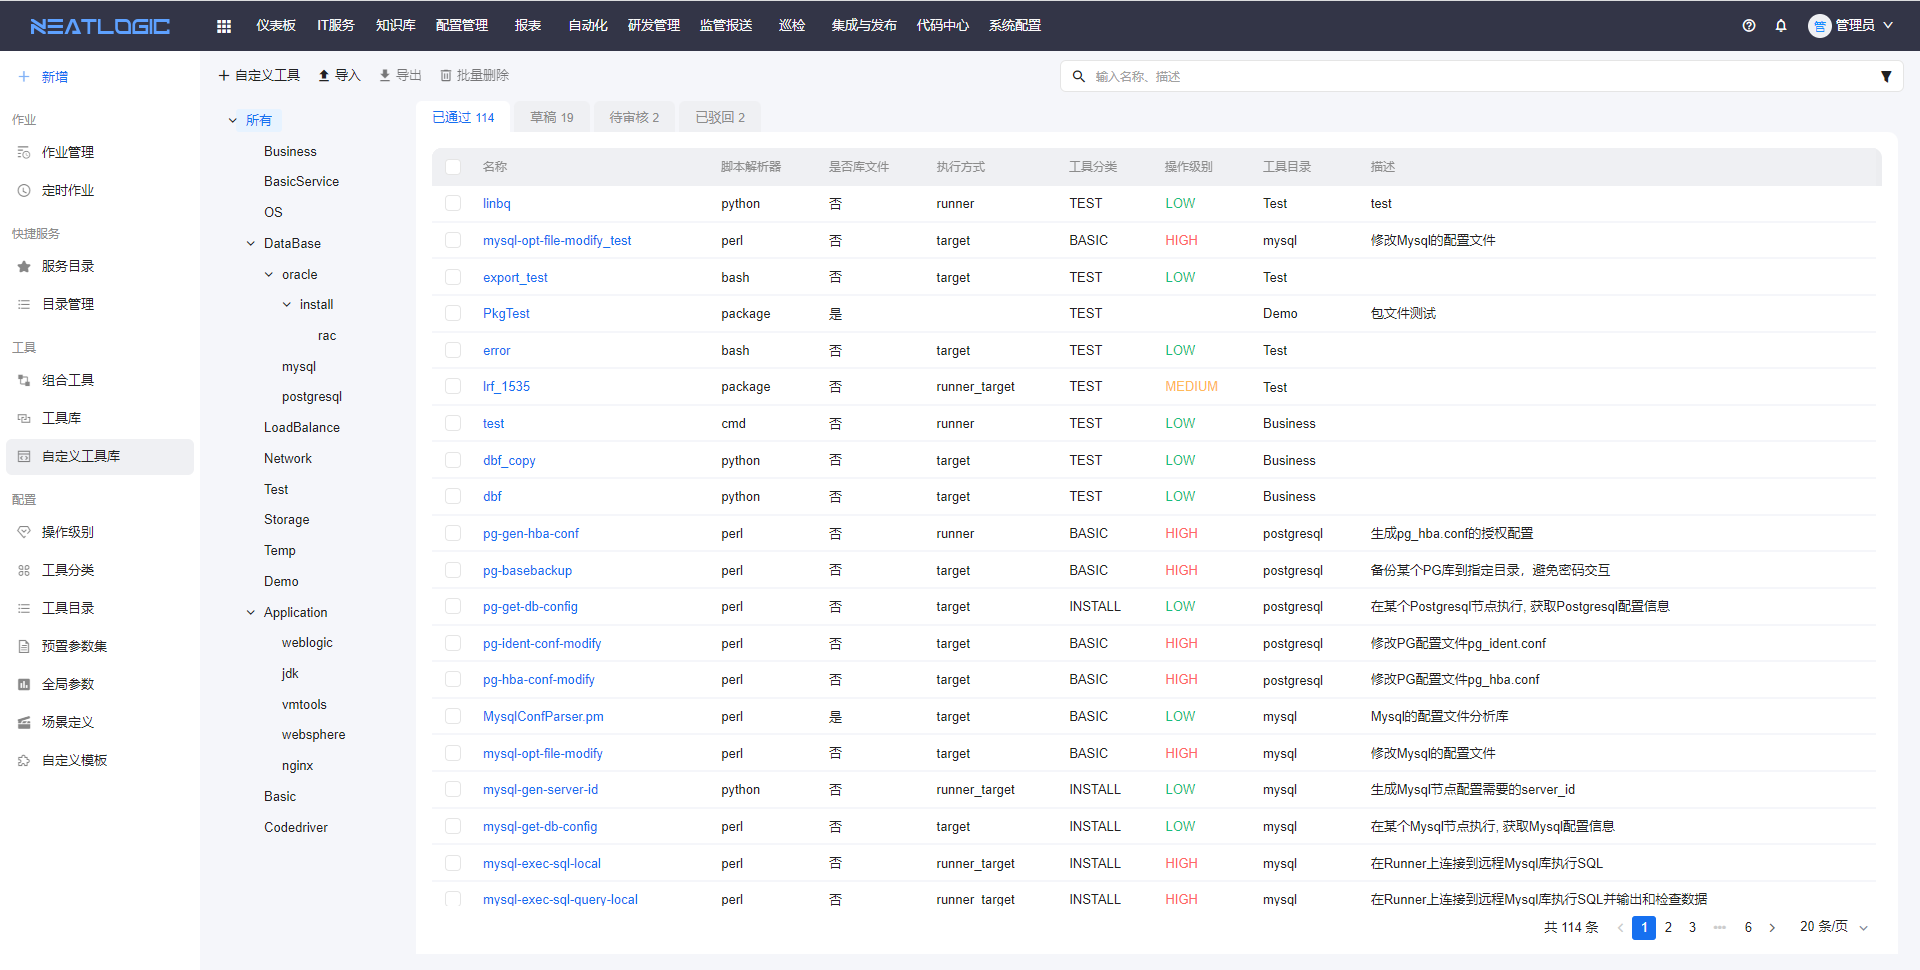 NEATLOGIC 仪表板 IT服务 知识库 配置管理 报表 自动化 研发管理 监管报送 巡检 集成与发布 代码中心 系统配置 管 管理员
新增
作业
作业管理
定时作业
快捷服务
服务目录
目录管理
工具
组合工具
工具库
自定义工具库
配置
操作级别
工具分类
工具目录
预置参数集
全局参数
场景定义
自定义模板
自定义工具 导入 导出 批量删除
输入名称、描述
所有
Business
BasicService
OS
DataBase
oracle
install
rac
mysql
postgresql
LoadBalance
Network
Test
Storage
Temp
Demo
Application
weblogic
jdk
vmtools
websphere
nginx
Basic
Codedriver
已通过 114 草稿 19 待审核 2 已驳回 2
名称 脚本解析器 是否库文件 执行方式 工具分类 操作级别 工具目录 描述
linbq python 否 runner TEST LOW Test test
mysql-opt-file-modify_test perl 否 target BASIC HIGH mysql 修改Mysql的配置文件
export_test bash 否 target TEST LOW Test
PkgTest package 是 TEST Demo 包文件测试
error bash 否 target TEST LOW Test
lrf_1535 package 否 runner_target TEST MEDIUM Test
test cmd 否 runner TEST LOW Business
dbf_copy python 否 target TEST LOW Business
dbf python 否 target TEST LOW Business
pg-gen-hba-conf perl 否 runner BASIC HIGH postgresql 生成pg_hba.conf的授权配置
pg-basebackup perl 否 target BASIC HIGH postgresql 备份某个PG库到指定目录，避免密码交互
pg-get-db-config perl 否 target INSTALL LOW postgresql 在某个Postgresql节点执行, 获取Postgresql配置信息
pg-ident-conf-modify perl 否 target BASIC HIGH postgresql 修改PG配置文件pg_ident.conf
pg-hba-conf-modify perl 否 target BASIC HIGH postgresql 修改PG配置文件pg_hba.conf
MysqlConfParser.pm perl 是 target BASIC LOW mysql Mysql的配置文件分析库
mysql-opt-file-modify perl 否 target BASIC HIGH mysql 修改Mysql的配置文件
mysql-gen-server-id python 否 runner_target INSTALL LOW mysql 生成Mysql节点配置需要的server_id
mysql-get-db-config perl 否 target INSTALL LOW mysql 在某个Mysql节点执行, 获取Mysql配置信息
mysql-exec-sql-local perl 否 runner_target INSTALL HIGH mysql 在Runner上连接到远程Mysql库执行SQL
mysql-exec-sql-query-local perl 否 runner_target INSTALL HIGH mysql 在Runner上连接到远程Mysql库执行SQL并输出和检查数据
共 114 条 1 2 3 ••• 6 20 条/页